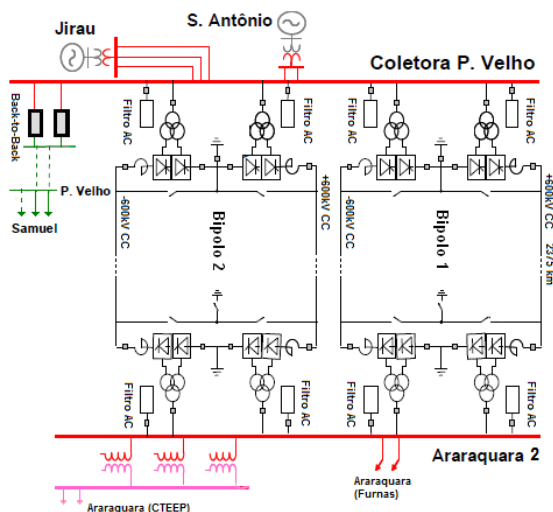 S. Antônio
Jirau
Coletora P. Velho
Back-to-Back
Filtro AC
Filtro AC
Filtro AC
Filtro AC
P. Velho
Samuel
-600kV CC
Bipolo 2
+600kV CC
-600kV CC
Bipolo 1
+600kV CC
2375 km
Filtro AC
Filtro AC
Filtro AC
Filtro AC
Araraquara 2
Araraquara
(Furnas)
Araraquara (CTEEP)